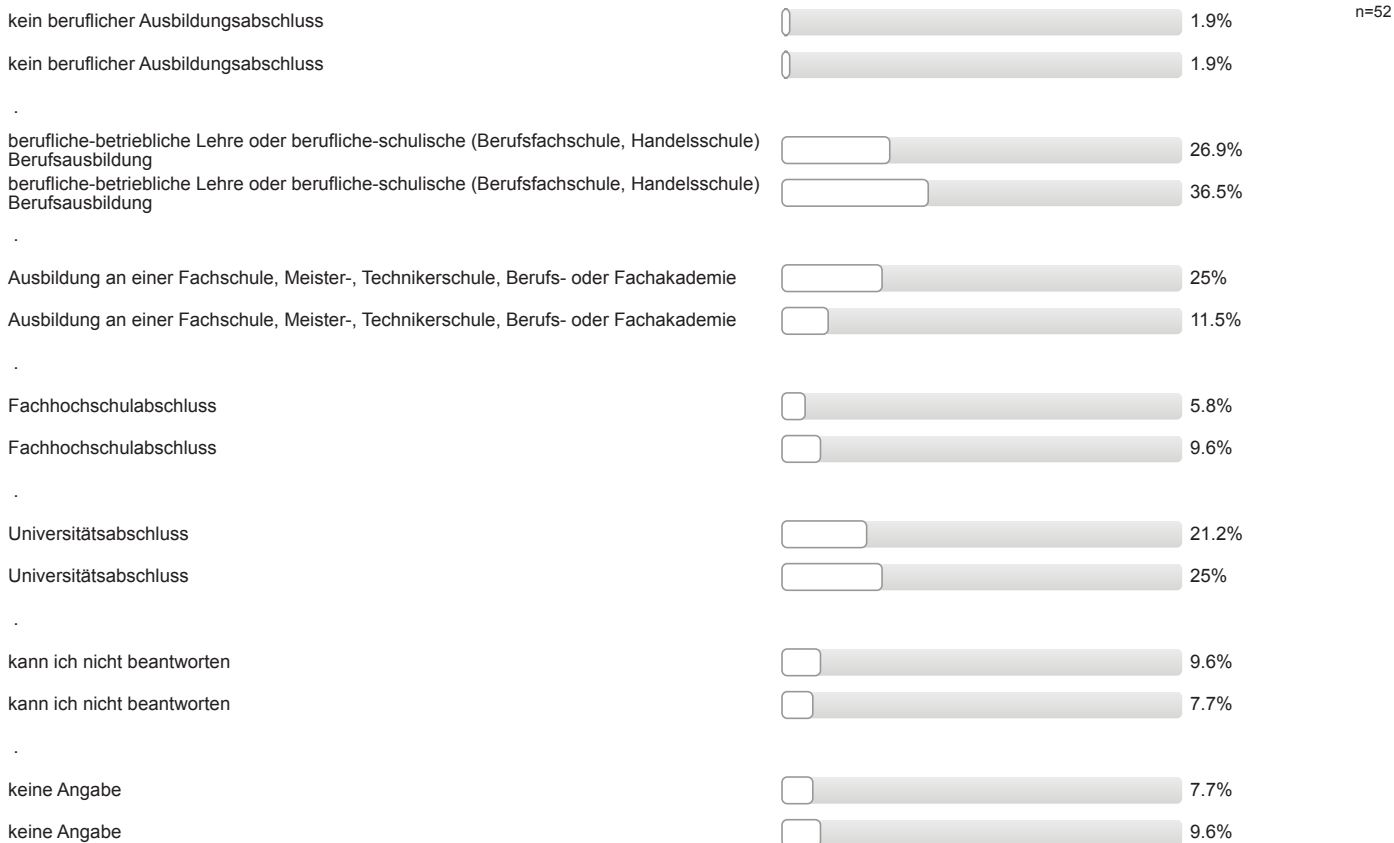 kein beruflicher Ausbildungsabschluss 1.9% n=52
kein beruflicher Ausbildungsabschluss 1.9%
.
berufliche-betriebliche Lehre oder berufliche-schulische (Berufsfachschule, Handelsschule)
Berufsausbildung 26.9%
berufliche-betriebliche Lehre oder berufliche-schulische (Berufsfachschule, Handelsschule)
Berufsausbildung 36.5%
.
Ausbildung an einer Fachschule, Meister-, Technikerschule, Berufs- oder Fachakademie 25%
Ausbildung an einer Fachschule, Meister-, Technikerschule, Berufs- oder Fachakademie 11.5%
.
Fachhochschulabschluss 5.8%
Fachhochschulabschluss 9.6%
.
Universitätsabschluss 21.2%
Universitätsabschluss 25%
.
kann ich nicht beantworten 9.6%
kann ich nicht beantworten 7.7%
.
keine Angabe 7.7%
keine Angabe 9.6%